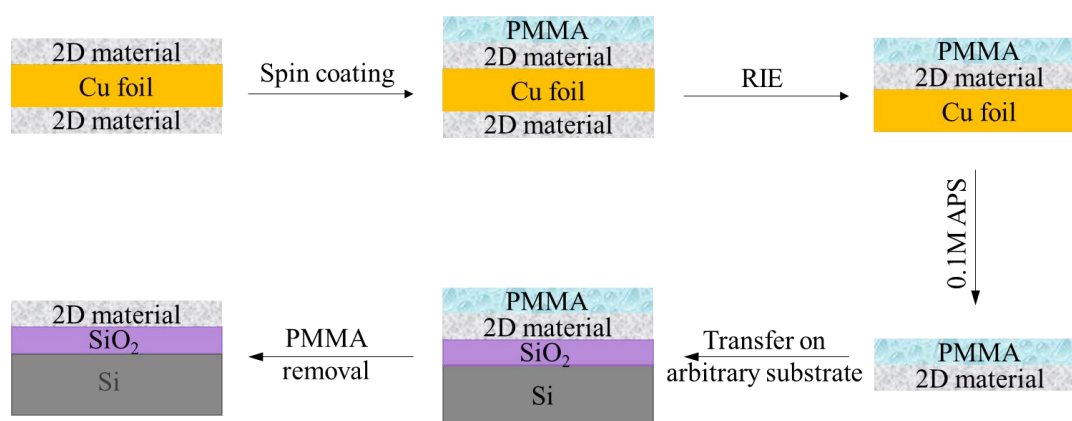 2D material
Cu foil
2D material
Spin coating
PMMA
2D material
Cu foil
2D material
RIE
PMMA
2D material
Cu foil
0.1M APS
PMMA
2D material
Transfer on
arbitrary substrate
PMMA
2D material
SiO₂
Si
PMMA
removal
2D material
SiO₂
Si